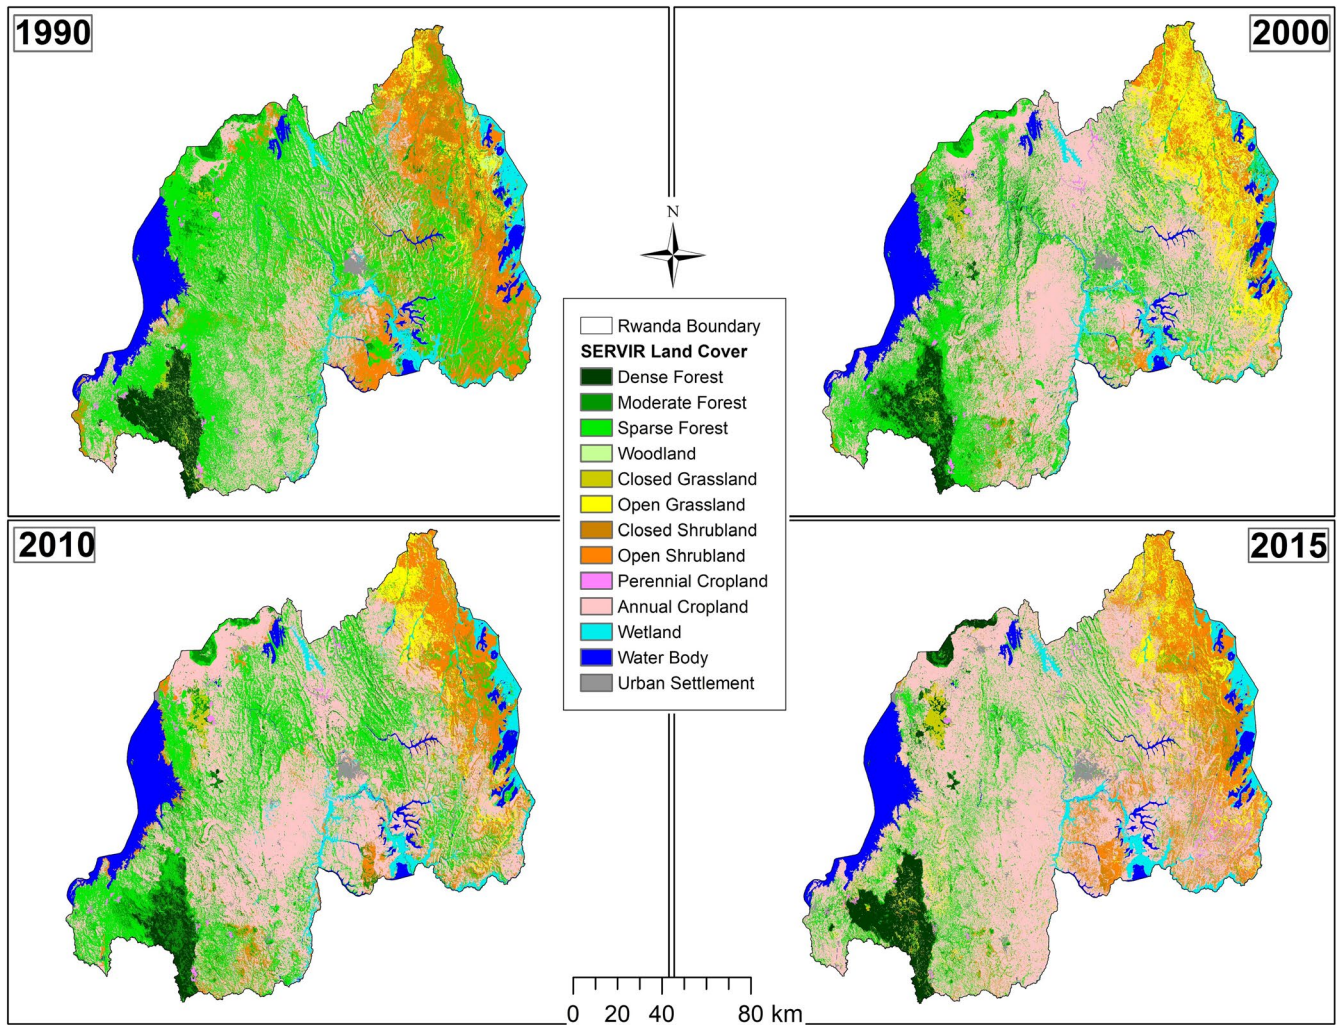 1990
2000
N
Rwanda Boundary
SERVIR Land Cover
Dense Forest
Moderate Forest
Sparse Forest
Woodland
Closed Grassland
Open Grassland
Closed Shrubland
Open Shrubland
Perennial Cropland
Annual Cropland
Wetland
Water Body
Urban Settlement
2010
2015
0 20 40 80 km